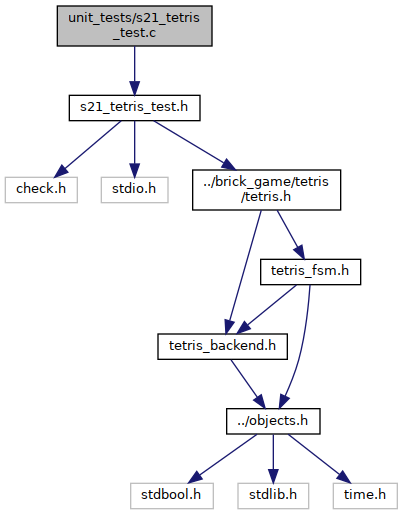 unit_tests/s21_tetris
_test.c
s21_tetris_test.h
check.h
stdio.h
../brick_game/tetris
/tetris.h
tetris_fsm.h
tetris_backend.h
../objects.h
stdbool.h
stdlib.h
time.h